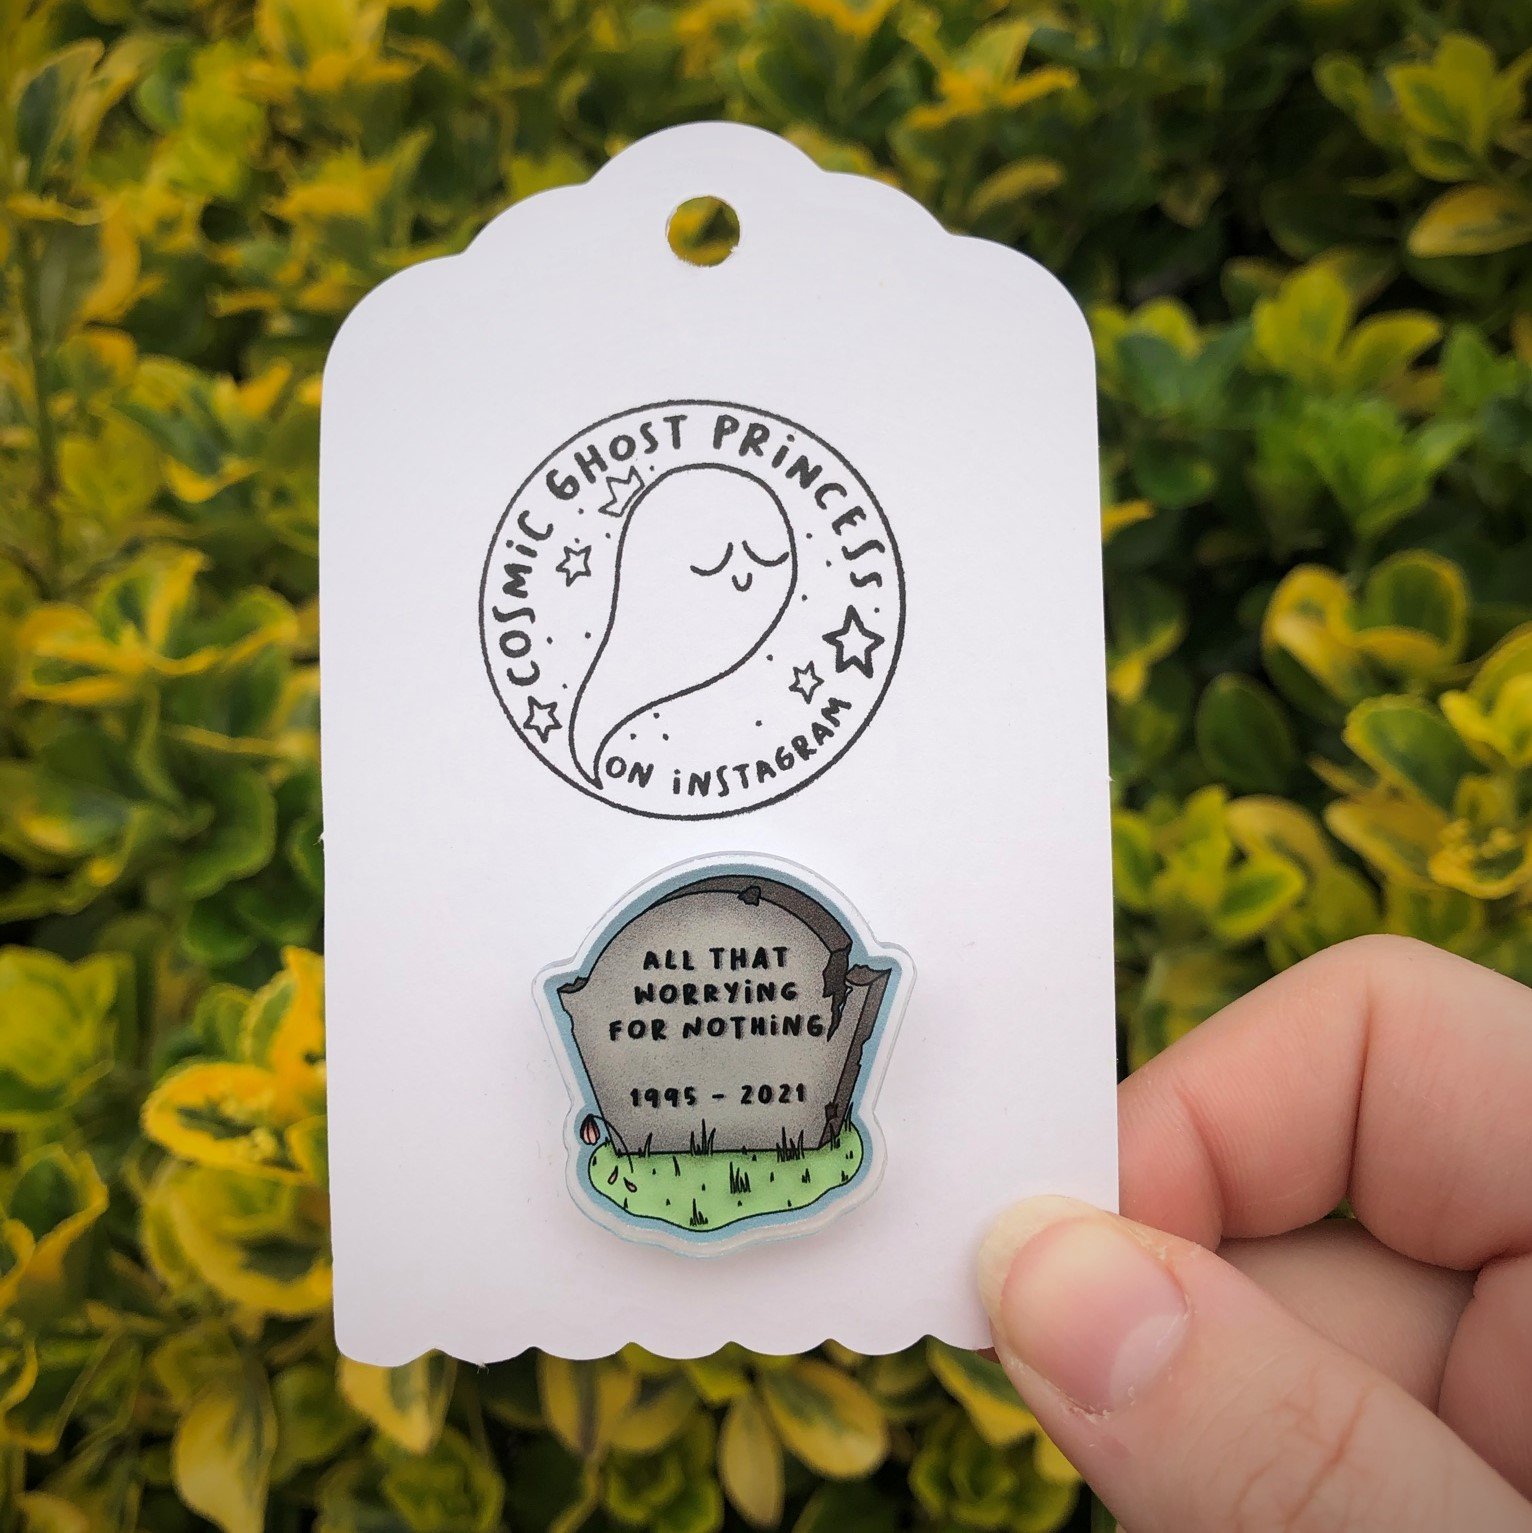 COSMiC GHOST PRiNCESS
ON iNSTAGRAM
ALL THAT
WORRYiNG
FOR NOTHiNG
1995 - 2021